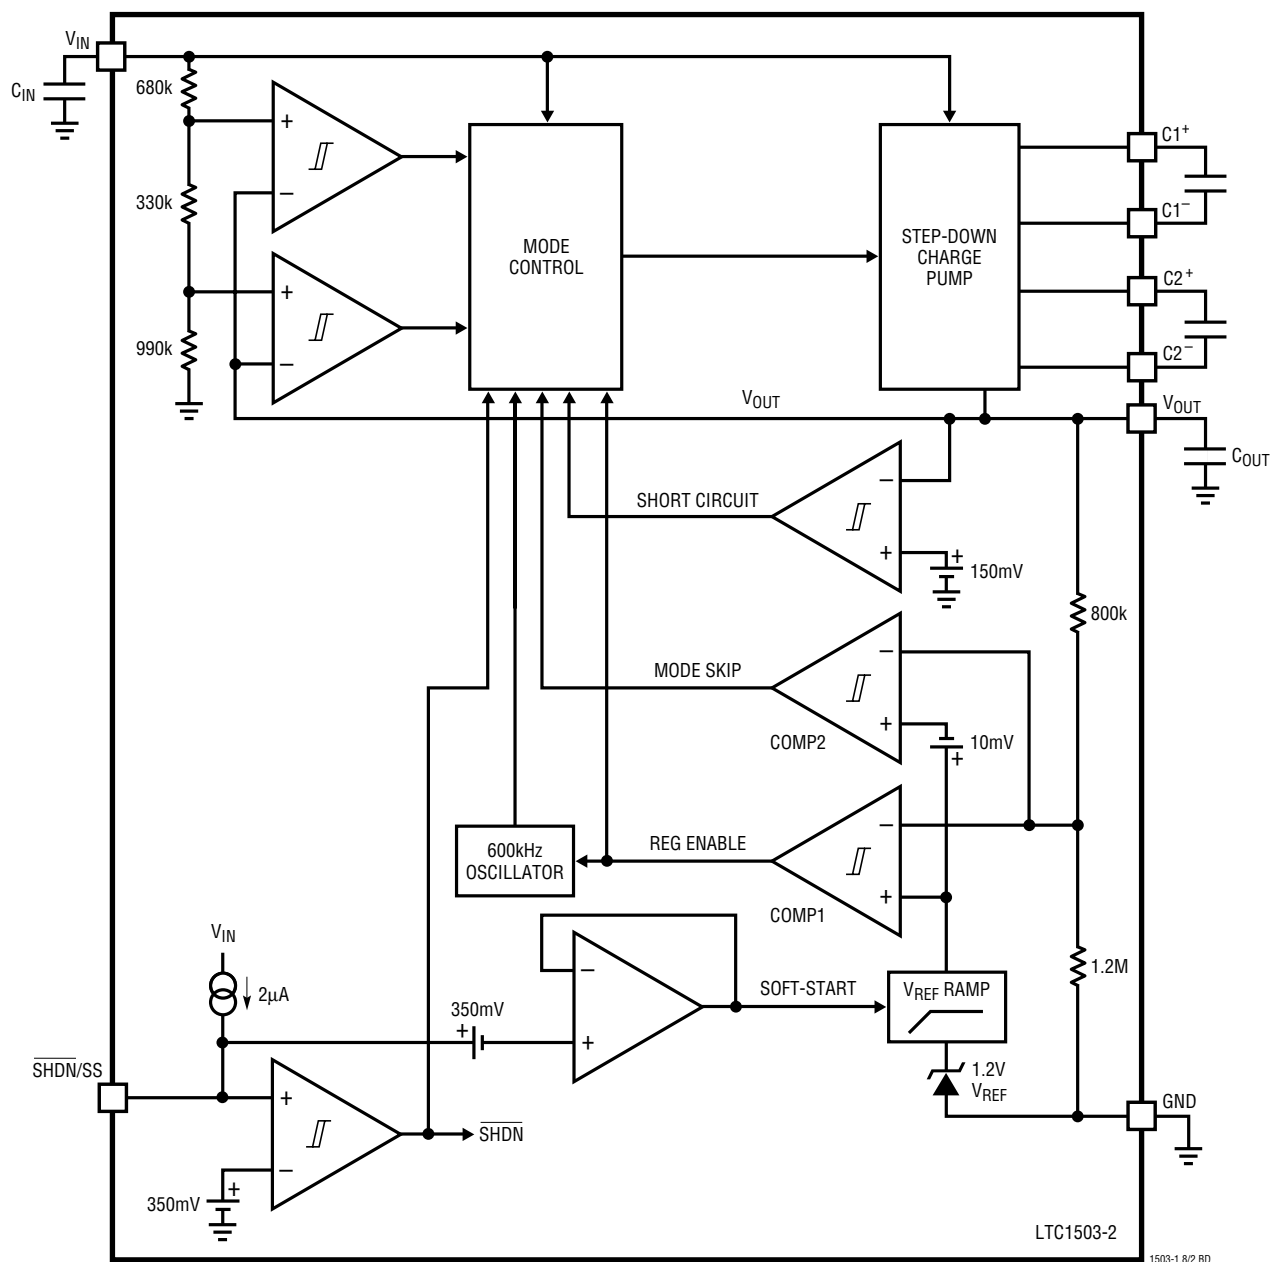 VIN
CIN
680k
330k
990k
+
−
+
−
MODE
CONTROL
STEP-DOWN
CHARGE
PUMP
C1+
C1−
C2+
C2−
VOUT
VOUT
COUT
SHORT CIRCUIT
−
+
+
150mV
800k
MODE SKIP
−
+
COMP2
10mV
+
600kHz
OSCILLATOR
REG ENABLE
−
+
COMP1
1.2M
VIN
2µA
350mV
+
−
+
SOFT-START
VREF RAMP
1.2V
VREF
SHDN/SS
+
−
SHDN
350mV
+
GND
LTC1503-2
1503-1.8/2 BD